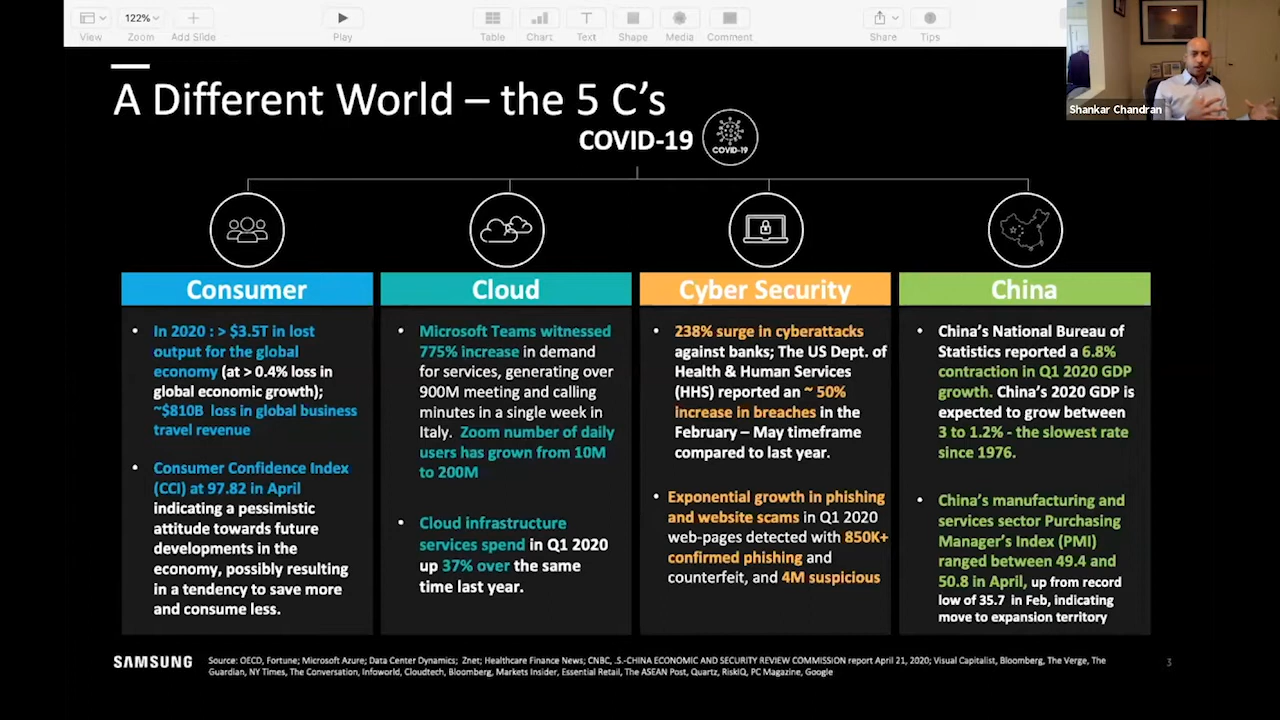 122%
View
Zoom
Add Slide
Play
Table
Chart
Text
Shape
Media
Comment
Share
Tips
Shankar Chandran
A Different World – the 5 C's
COVID-19
COVID-19
Consumer
• In 2020 : > $3.5T in lost
output for the global
economy (at > 0.4% loss in
global economic growth);
~$810B loss in global business
travel revenue
• Consumer Confidence Index
(CCI) at 97.82 in April
indicating a pessimistic
attitude towards future
developments in the
economy, possibly resulting
in a tendency to save more
and consume less.
Cloud
• Microsoft Teams witnessed
775% increase in demand
for services, generating over
900M meeting and calling
minutes in a single week in
Italy. Zoom number of daily
users has grown from 10M
to 200M
• Cloud infrastructure
services spend in Q1 2020
up 37% over the same
time last year.
Cyber Security
• 238% surge in cyberattacks
against banks; The US Dept. of
Health & Human Services
(HHS) reported an ~ 50%
increase in breaches in the
February – May timeframe
compared to last year.
• Exponential growth in phishing
and website scams in Q1 2020
web-pages detected with 850K+
confirmed phishing and
counterfeit, and 4M suspicious
China
• China's National Bureau of
Statistics reported a 6.8%
contraction in Q1 2020 GDP
growth. China's 2020 GDP is
expected to grow between
3 to 1.2% - the slowest rate
since 1976.
• China's manufacturing and
services sector Purchasing
Manager's Index (PMI)
ranged between 49.4 and
50.8 in April, up from record
low of 35.7 in Feb, indicating
move to expansion territory
SAMSUNG
Source: OECD, Fortune; Microsoft Azure; Data Center Dynamics; Znet; Healthcare Finance News; CNBC, .S.-CHINA ECONOMIC AND SECURITY REVIEW COMMISSION report April 21, 2020; Visual Capitalist, Bloomberg, The Verge, The
Guardian, NY Times, The Conversation, Infoworld, Cloudtech, Bloomberg, Markets Insider, Essential Retail, The ASEAN Post, Quartz, RiskIQ, PC Magazine, Google
3